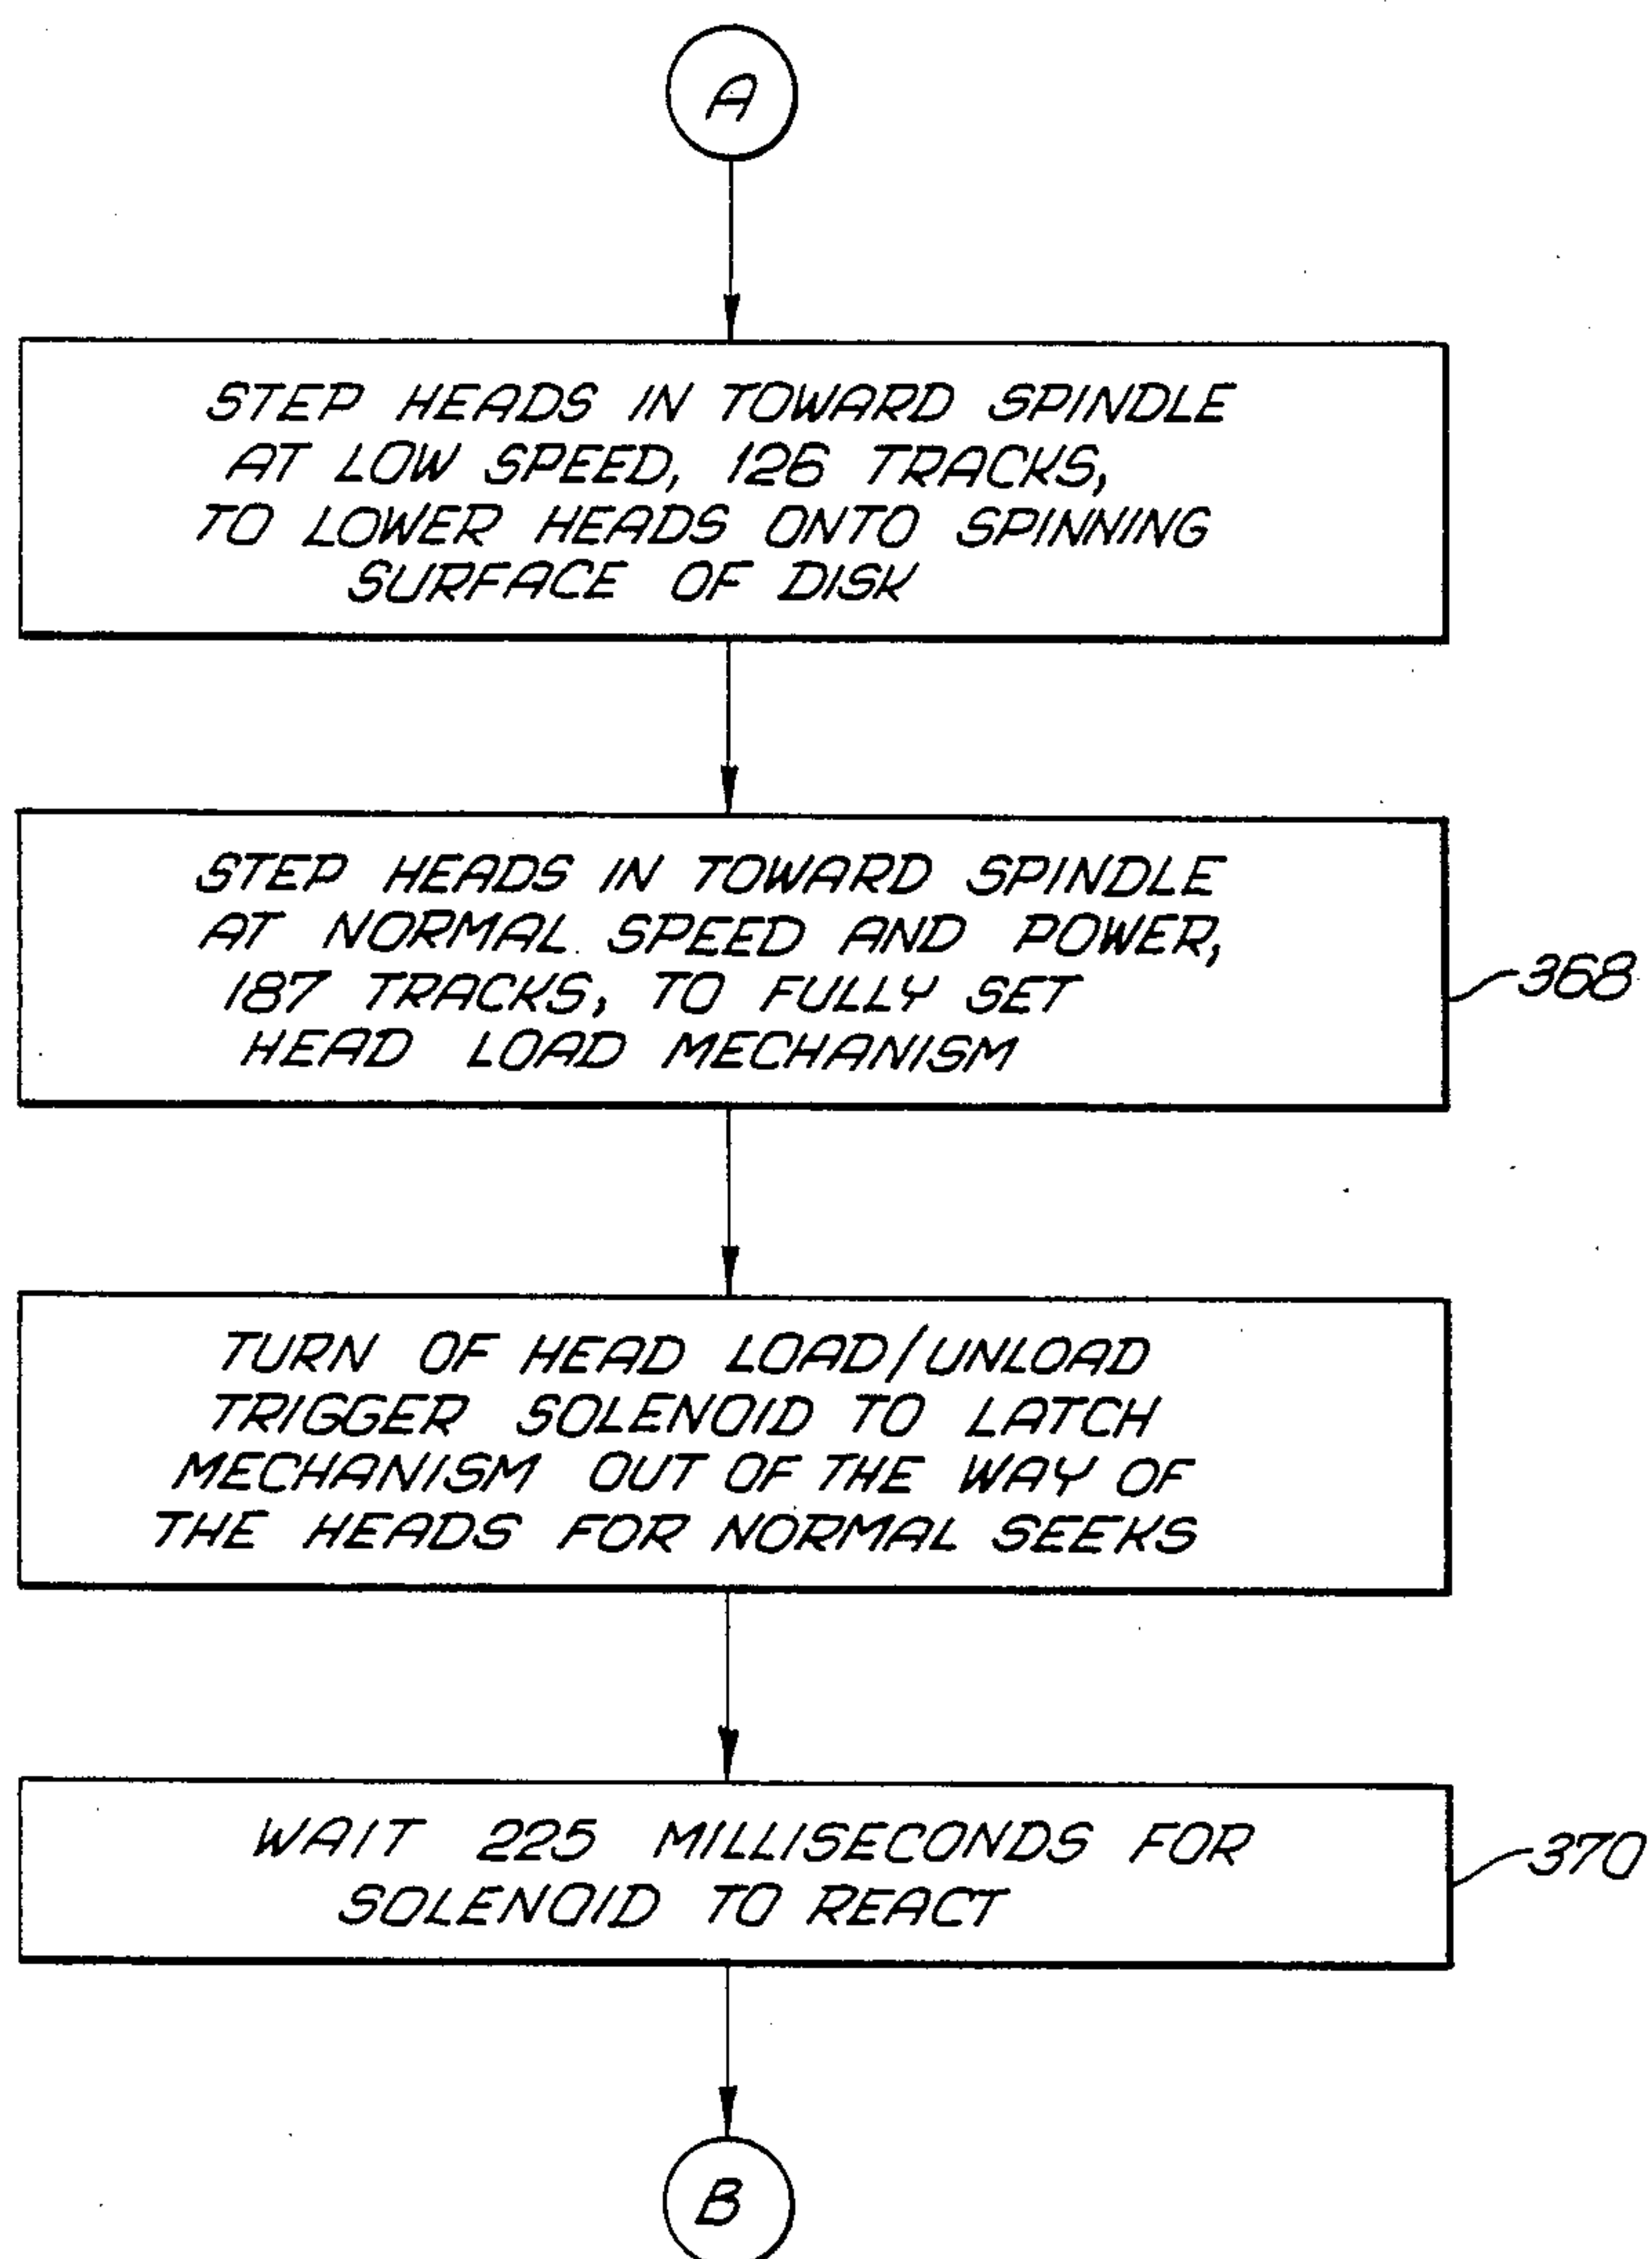 A
STEP HEADS IN TOWARD SPINDLE
AT LOW SPEED, 126 TRACKS,
TO LOWER HEADS ONTO SPINNING
SURFACE OF DISK
STEP HEADS IN TOWARD SPINDLE
AT NORMAL SPEED AND POWER,
187 TRACKS, TO FULLY SET
HEAD LOAD MECHANISM
368
TURN OF HEAD LOAD/UNLOAD
TRIGGER SOLENOID TO LATCH
MECHANISM OUT OF THE WAY OF
THE HEADS FOR NORMAL SEEKS
WAIT 225 MILLISECONDS FOR
SOLENOID TO REACT
370
B